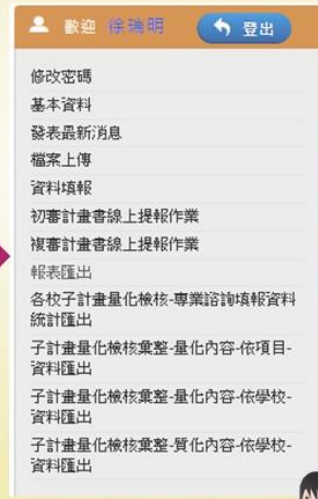 歡迎 徐瑞明 登出
修改密碼
基本資料
發表最新消息
檔案上傳
資料填報
初審計畫書線上提報作業
複審計畫書線上提報作業
報表匯出
各校子計畫量化檢核-專業諮詢填報資料
統計匯出
子計畫量化檢核彙整-量化內容-依項目-
資料匯出
子計畫量化檢核彙整-量化內容-依學校-
資料匯出
子計畫量化檢核彙整-質化內容-依學校-
資料匯出